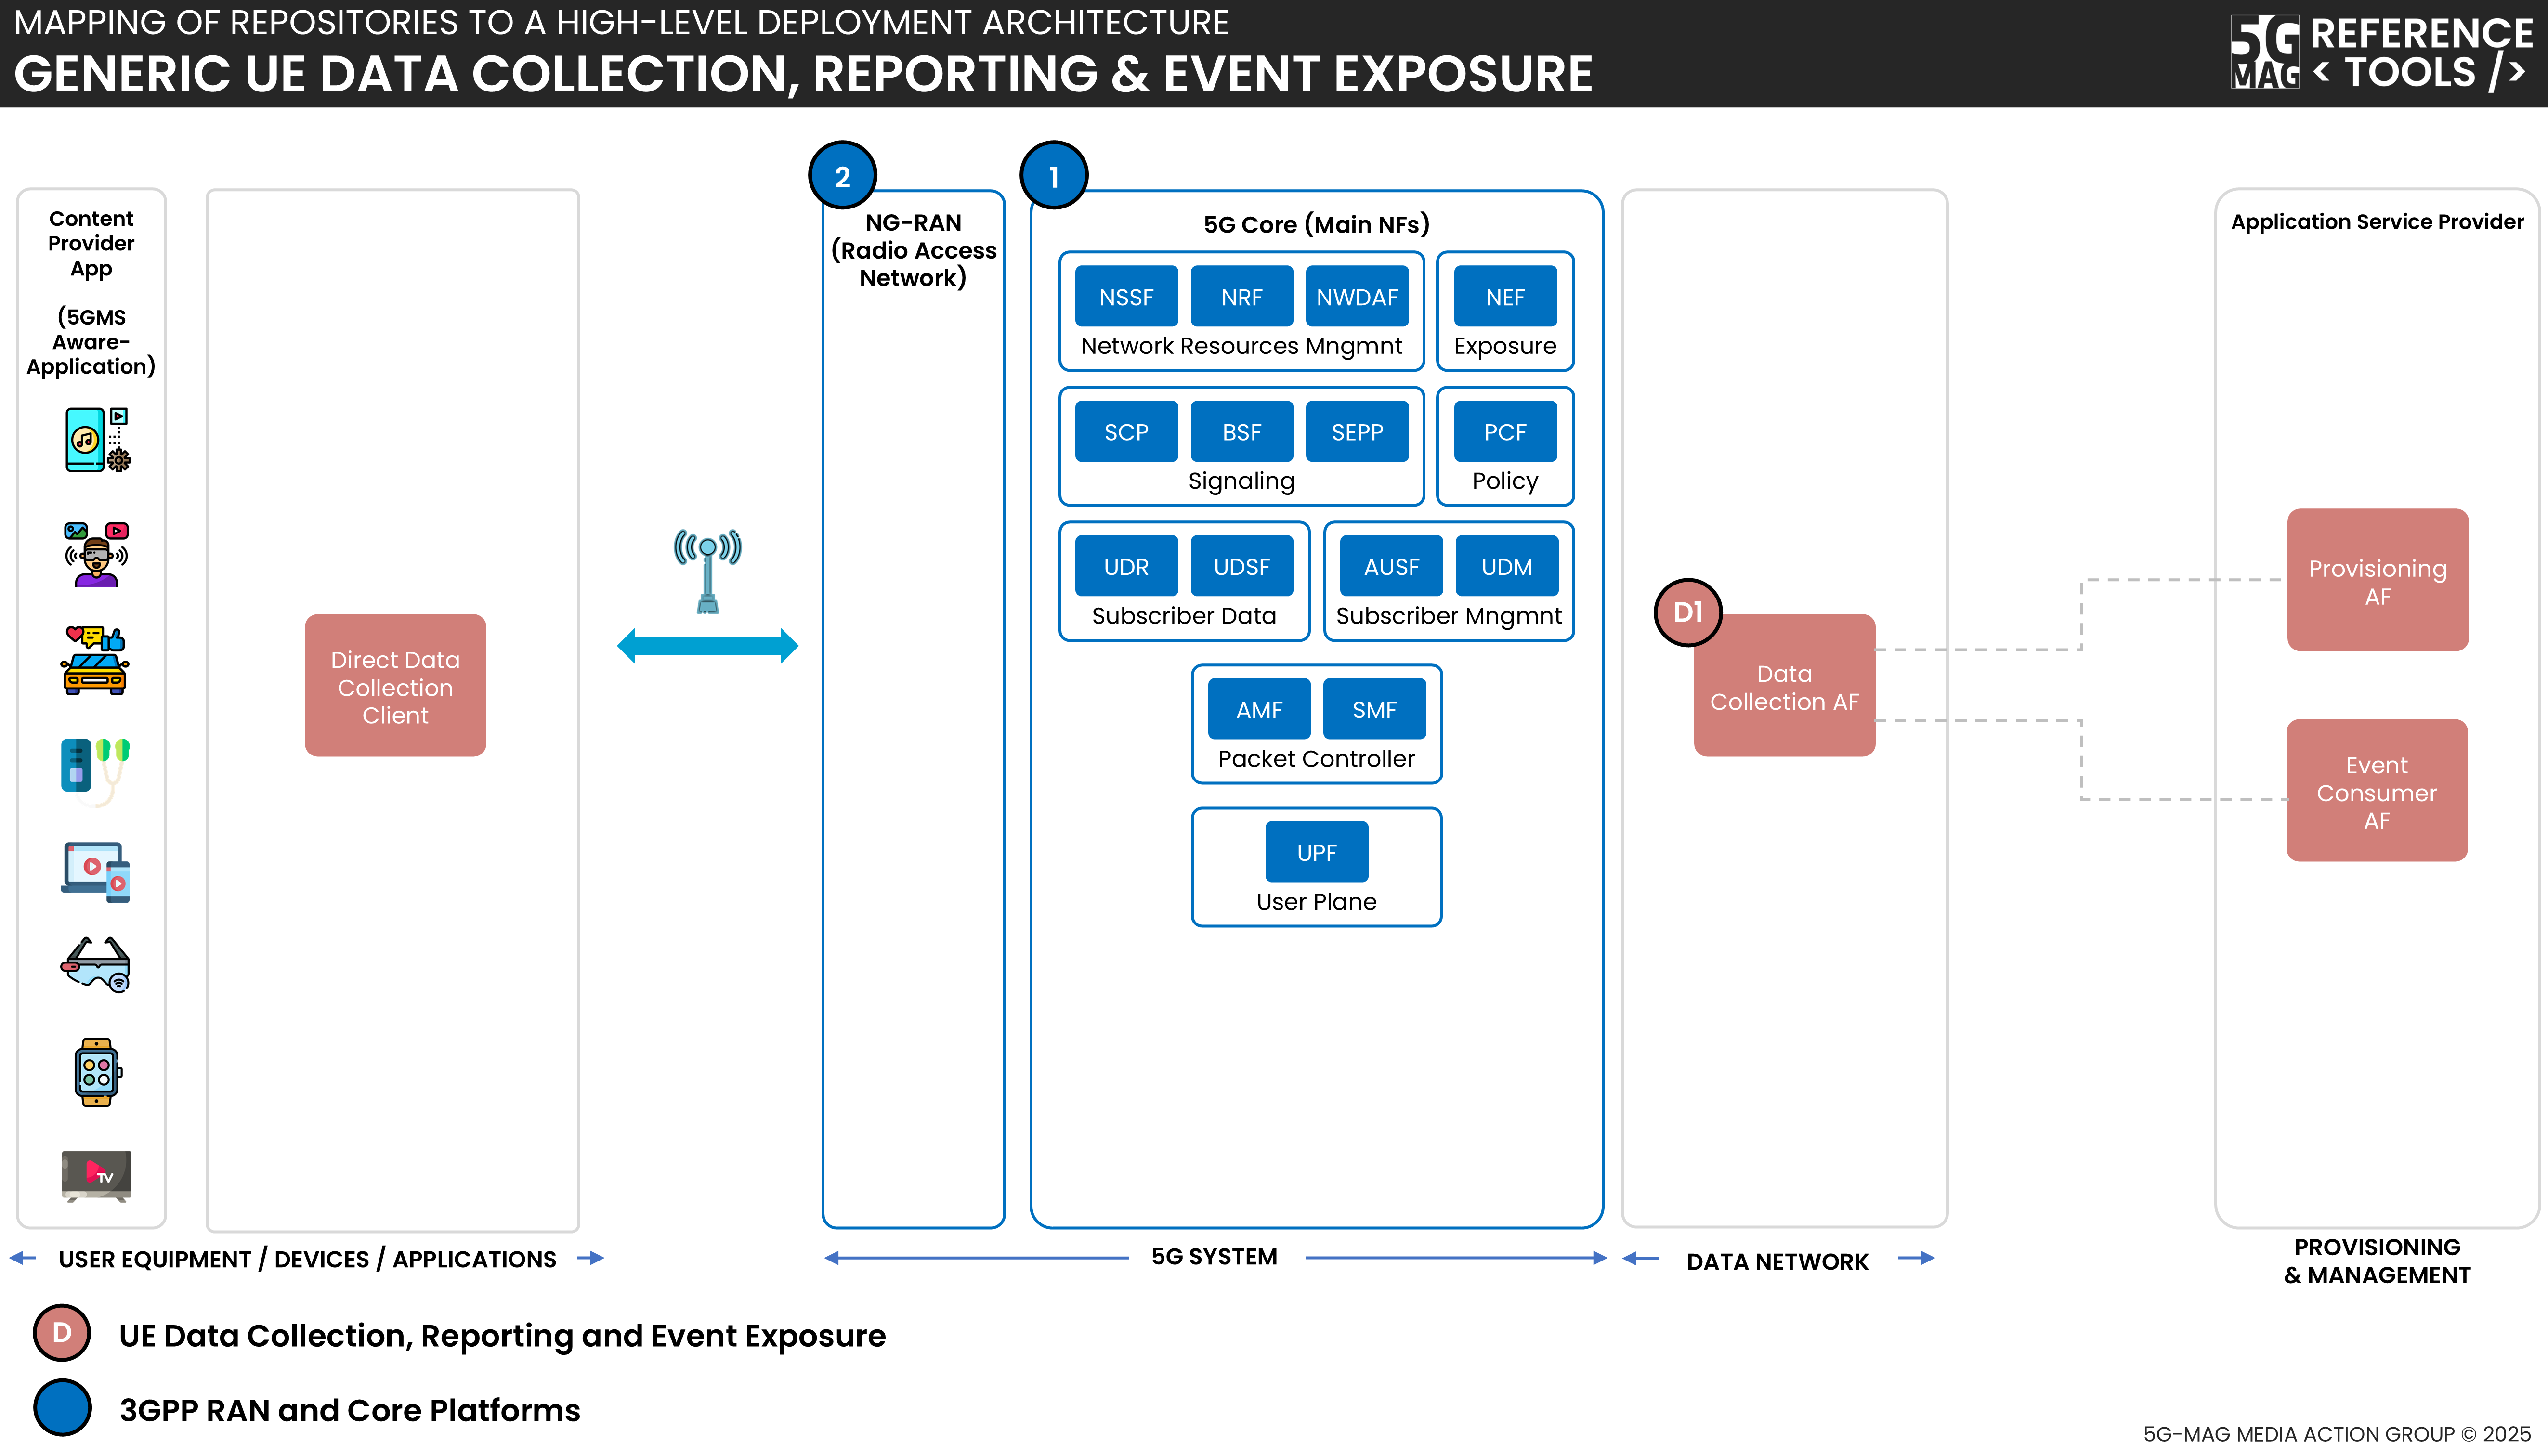 MAPPING OF REPOSITORIES TO A HIGH-LEVEL DEPLOYMENT ARCHITECTURE
GENERIC UE DATA COLLECTION, REPORTING & EVENT EXPOSURE
5G
MAG
REFERENCE
< TOOLS />
Content
Provider
App
(5GMS
Aware-
Application)
TV
Direct Data
Collection
Client
2
NG-RAN
(Radio Access
Network)
1
5G Core (Main NFs)
NSSF
NRF
NWDAF
Network Resources Mngmnt
NEF
Exposure
SCP
BSF
SEPP
Signaling
PCF
Policy
UDR
UDSF
Subscriber Data
AUSF
UDM
Subscriber Mngmnt
AMF
SMF
Packet Controller
UPF
User Plane
D1
Data
Collection AF
Application Service Provider
Provisioning
AF
Event
Consumer
AF
USER EQUIPMENT / DEVICES / APPLICATIONS
5G SYSTEM
DATA NETWORK
PROVISIONING
& MANAGEMENT
D
UE Data Collection, Reporting and Event Exposure
3GPP RAN and Core Platforms
5G-MAG MEDIA ACTION GROUP © 2025